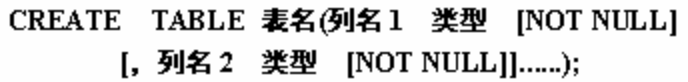 CREATE TABLE 表名(列名1 类型 [NOT NULL]
[, 列名2 类型 [NOT NULL]]......);